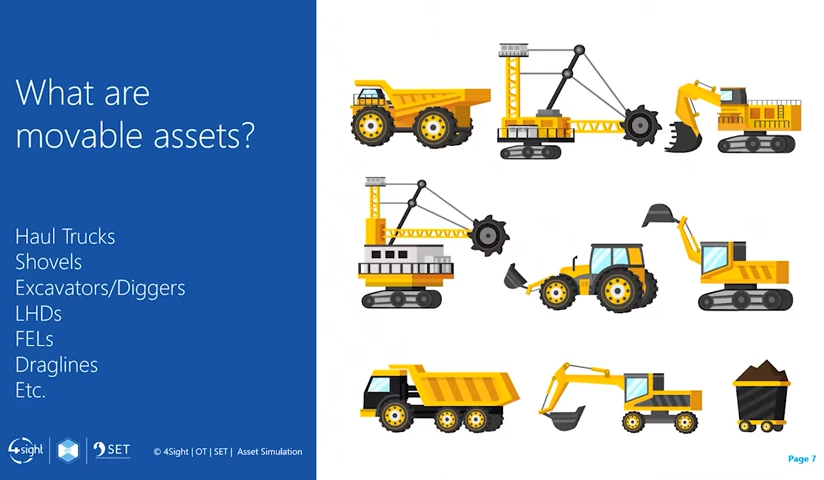 What are
movable assets?
Haul Trucks
Shovels
Excavators/Diggers
LHDs
FELs
Draglines
Etc.
4sight
SET
© 4Sight | OT | SET | Asset Simulation
Page 7